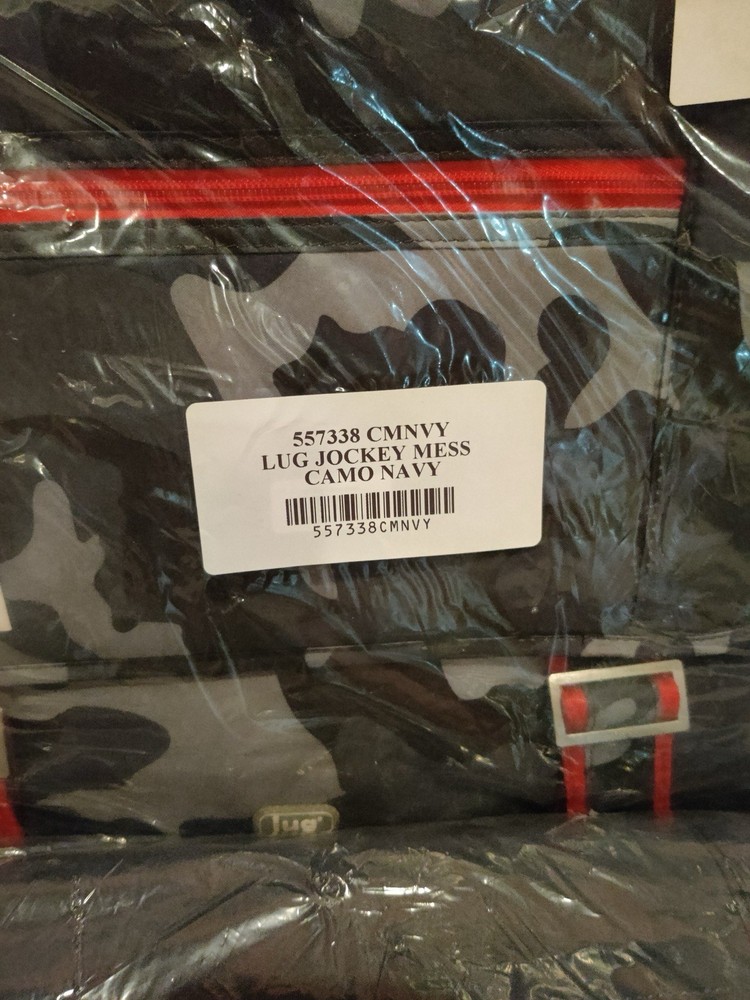 557338 CMNVY
LUG JOCKEY MESS
CAMO NAVY
557338CMNVY
lug